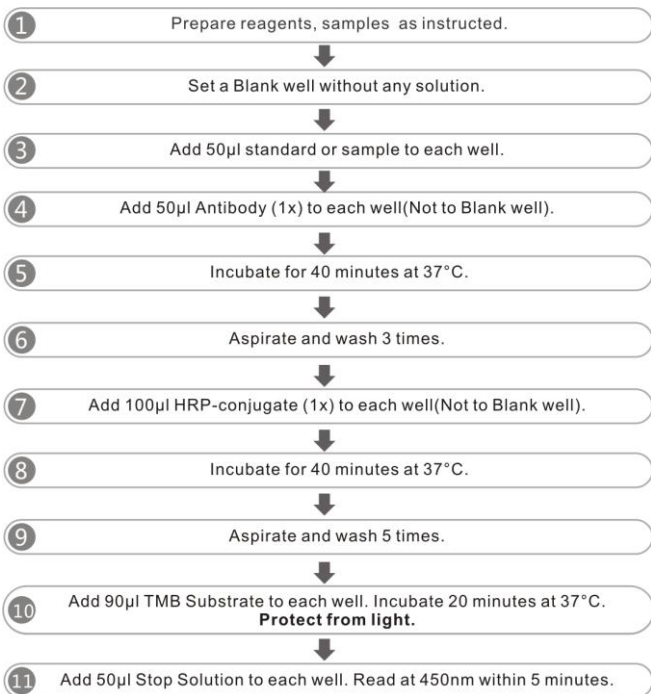 1 Prepare reagents, samples as instructed.
2 Set a Blank well without any solution.
3 Add 50μl standard or sample to each well.
4 Add 50μl Antibody (1x) to each well(Not to Blank well).
5 Incubate for 40 minutes at 37°C.
6 Aspirate and wash 3 times.
7 Add 100μl HRP-conjugate (1x) to each well(Not to Blank well).
8 Incubate for 40 minutes at 37°C.
9 Aspirate and wash 5 times.
10 Add 90μl TMB Substrate to each well. Incubate 20 minutes at 37°C.
Protect from light.
11 Add 50μl Stop Solution to each well. Read at 450nm within 5 minutes.